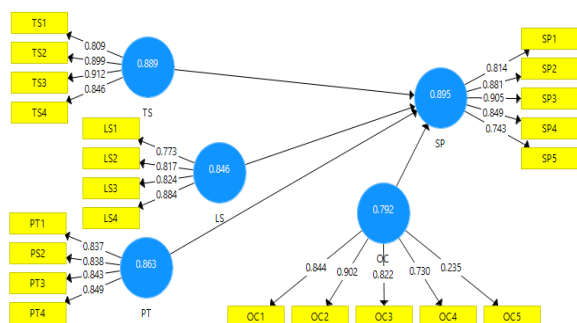 TS1
TS2
TS3
TS4
0.809
0.899
0.912
0.846
0.889
TS
LS1
LS2
LS3
LS4
0.773
0.817
0.824
0.884
0.846
LS
PT1
PS2
PT3
PT4
0.837
0.838
0.843
0.849
0.863
PT
0.895
SP
0.814
0.881
0.905
0.849
0.743
SP1
SP2
SP3
SP4
SP5
0.792
OC
0.844
0.902
0.822
0.730
0.235
OC1
OC2
OC3
OC4
OC5